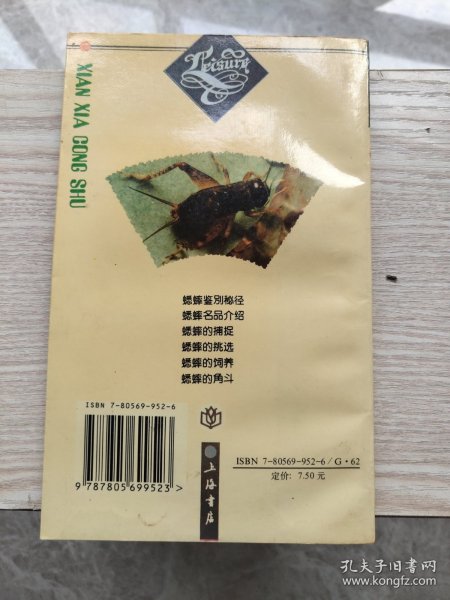 Leisure
XIAN XIA CONG SHU
蟋蟀鉴别秘径
蟋蟀名品介绍
蟋蟀的捕捉
蟋蟀的挑选
蟋蟀的饲养
蟋蟀的角斗
ISBN 7-80569-952-6
9 787805 699523 >
上海书店
ISBN 7-80569-952-6/G·62
定价: 7.50 元
孔夫子旧书网
www.kongfz.com